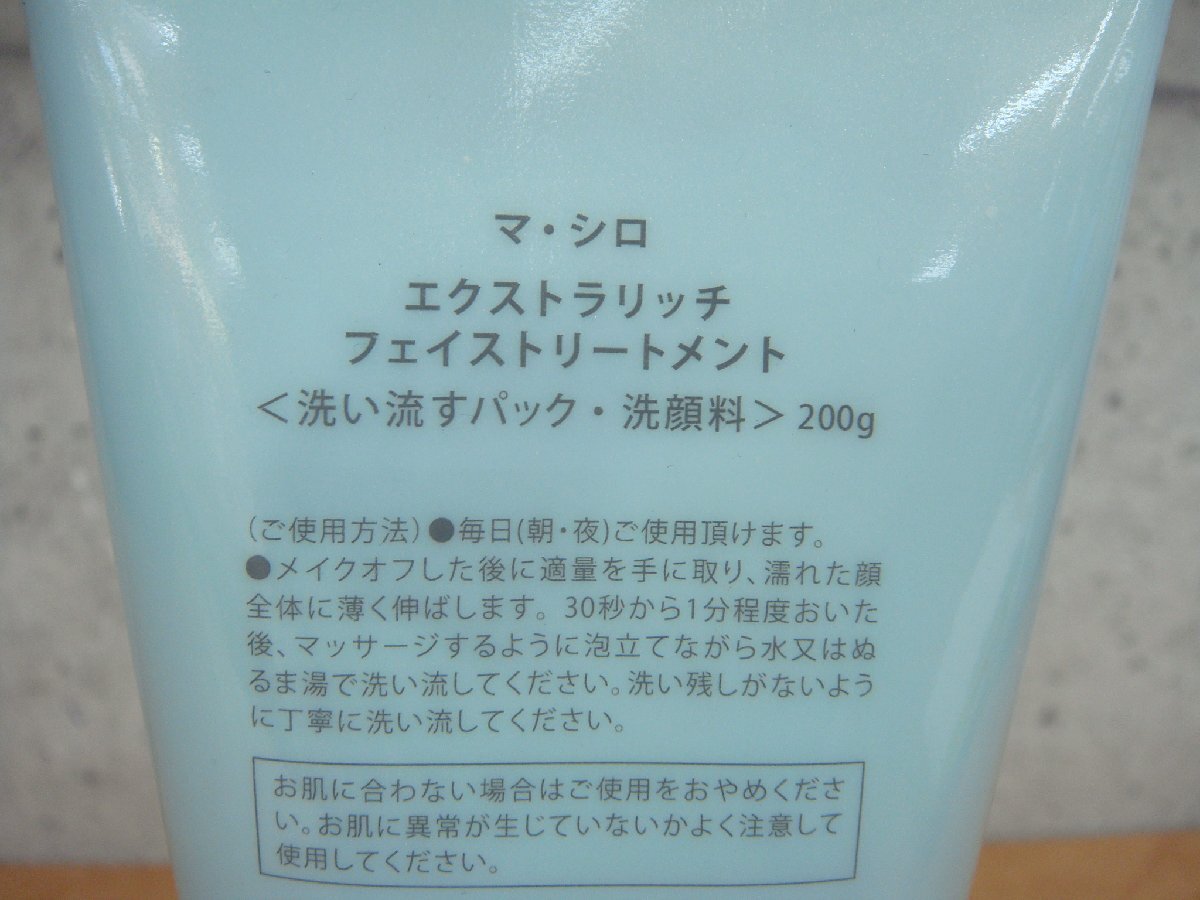 マ・シロ
エクストラリッチ
フェイストリートメント
＜洗い流すパック・洗顔料＞200g
（ご使用方法）●毎日(朝・夜)ご使用頂けます。
●メイクオフした後に適量を手に取り、濡れた顔
全体に薄く伸ばします。30秒から1分程度おいた
後、マッサージするように泡立てながら水又はぬ
るま湯で洗い流してください。洗い残しがないよう
に丁寧に洗い流してください。
お肌に合わない場合はご使用をおやめくださ
い。お肌に異常が生じていないかよく注意して
使用してください。